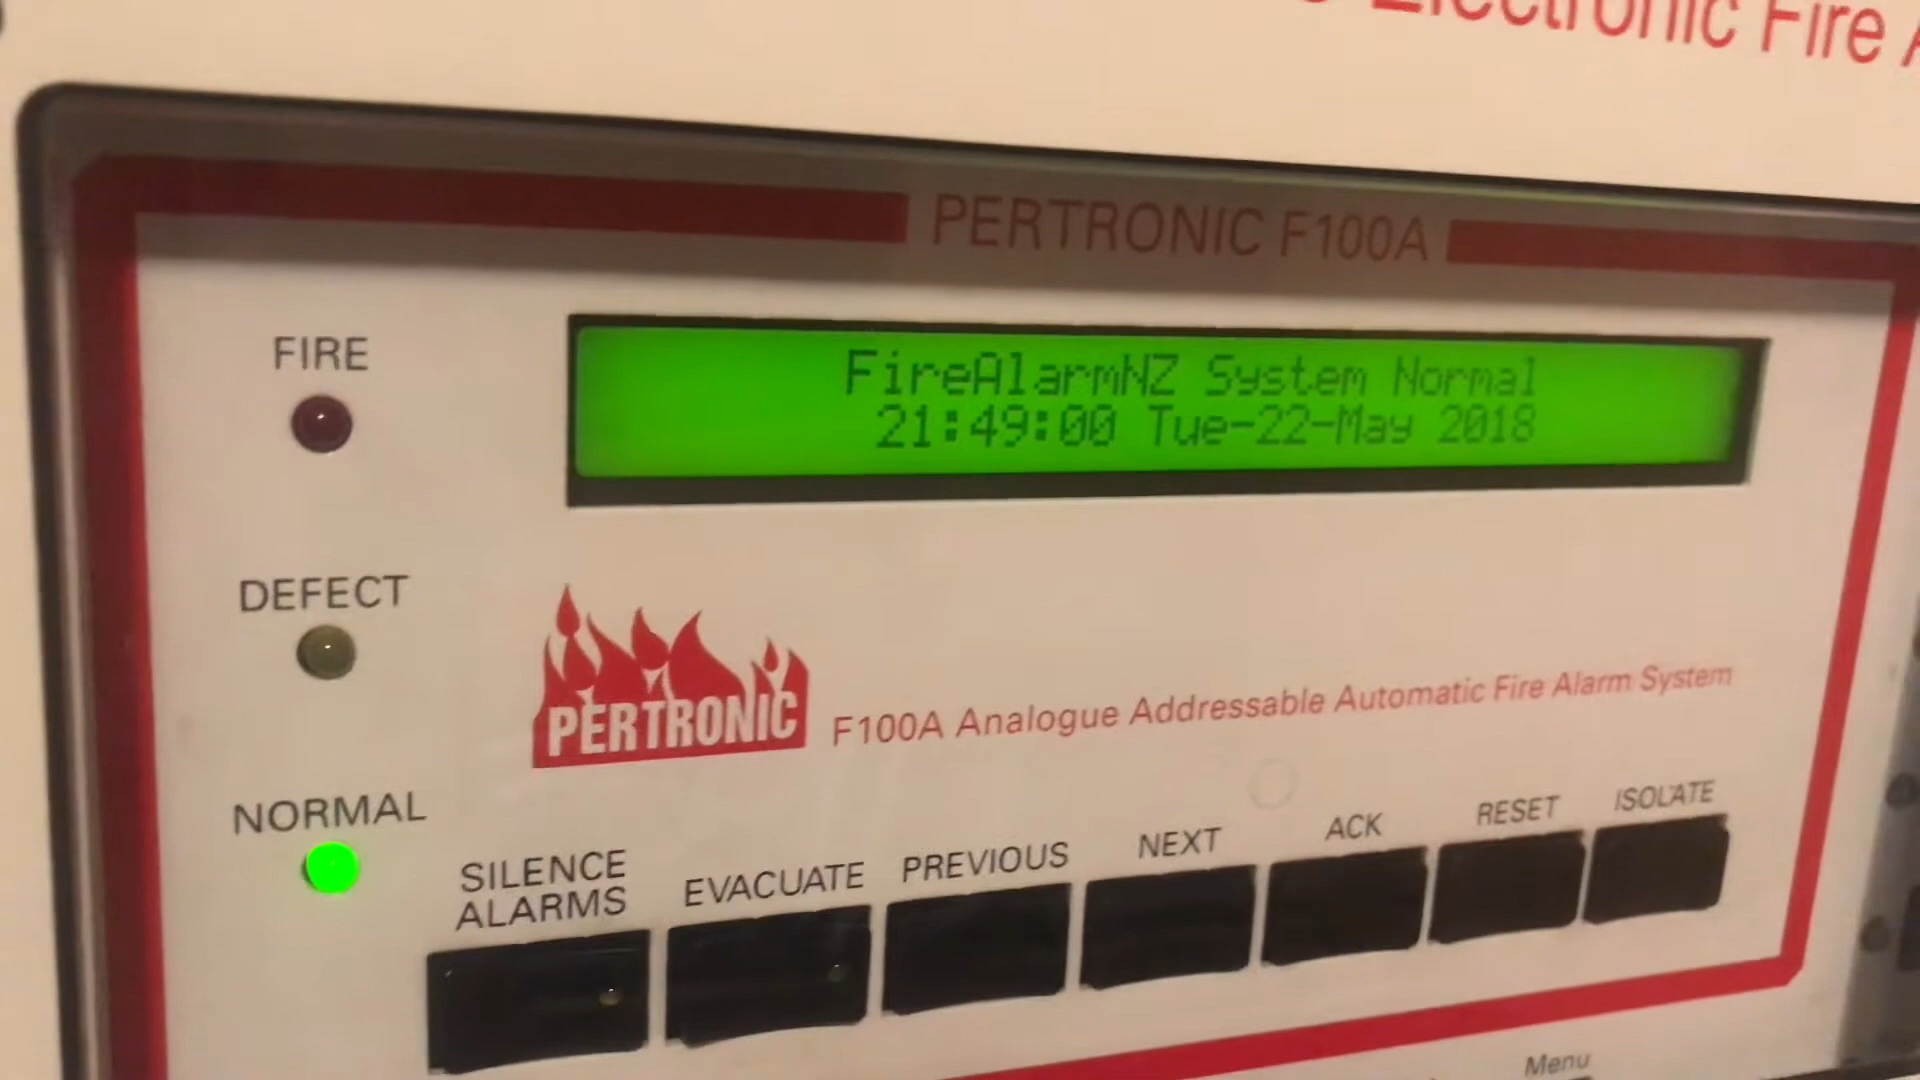 Electronic Fire
PERTRONIC F100A
FIRE
FireAlarmNZ System Normal
21:49:00 Tue-22-May 2018
DEFECT
PERTRONIC
F100A Analogue Addressable Automatic Fire Alarm System
NORMAL
SILENCE
ALARMS
EVACUATE
PREVIOUS
NEXT
ACK
RESET
ISOLATE
Menu